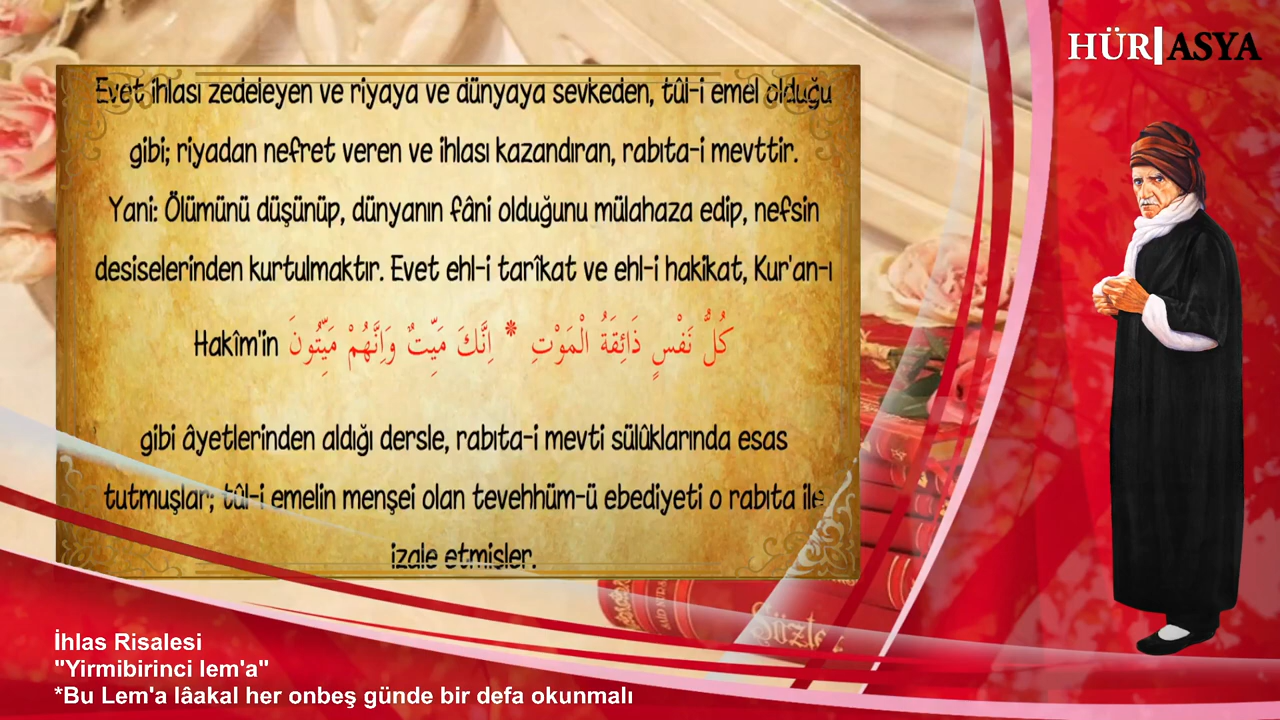 HÜR ASYA
Evet ihlası zedeleyen ve riyaya ve dünyaya sevkeden, tûl-i emel olduğu
gibi; riyadan nefret veren ve ihlası kazandıran, rabıta-i mevttir.
Yani: Ölümünü düşünüp, dünyanın fâni olduğunu mülahaza edip, nefsin
desiselerinden kurtulmaktır. Evet ehl-i tarîkat ve ehl-i hakikat, Kur'an-ı
Hakîm'in كُلُّ نَفْسٍ ذَائِقَةُ الْمَوْتِ * اِنَّكَ مَيِّتٌ وَاِنَّهُمْ مَيِّتُونَ
gibi âyetlerinden aldığı dersle, rabıta-i mevti sülûklarında esas
tutmuşlar; tûl-i emelin menşei olan tevehhüm-ü ebediyeti o rabıta ile
izale etmişler.
İhlas Risalesi
"Yirmibirinci lem'a"
*Bu Lem'a lâakal her onbeş günde bir defa okunmalı